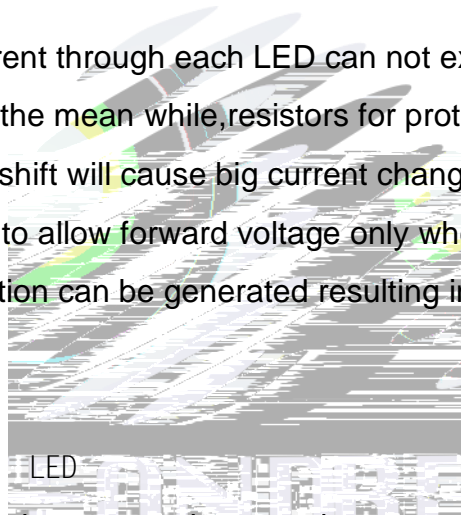 rent through each LED can not ex
the mean while,resistors for prot
shift will cause big current chang
to allow forward voltage only wh
tion can be generated resulting i
LED